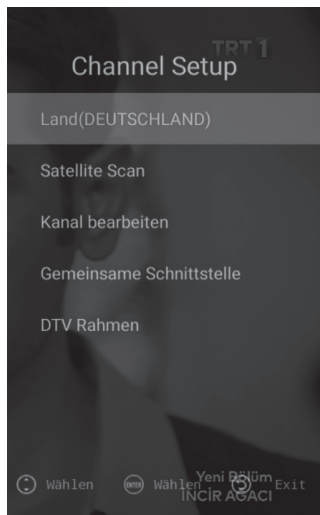 TRT 1
Channel Setup
Land(DEUTSCHLAND)
Satellite Scan
Kanal bearbeiten
Gemeinsame Schnittstelle
DTV Rahmen
Yeni Bölüm
İNCİR AĞACI
Wählen ENTER Wählen Exit